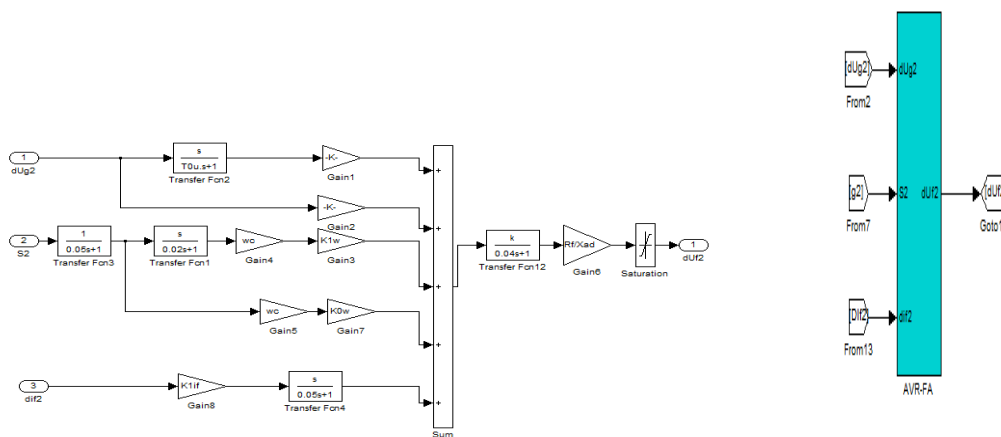 1
dUg2
s
T0u.s+1
Transfer Fcn2
-K-
Gain1
-K-
Gain2
2
S2
1
0.05s+1
Transfer Fcn3
s
0.02s+1
Transfer Fcn1
wc
Gain4
K1w
Gain3
wc
Gain5
K0w
Gain7
3
dif2
K1if
Gain8
s
0.05s+1
Transfer Fcn4
+
+
+
+
+
Sum
k
0.04s+1
Transfer Fcn12
Rf/Xad
Gain6
Saturation
1
dUf2
[dUg2]
From2
[g2]
From7
[Dif2]
From13
dUg2
S2
dif2
dUf2
AVR-FA
[dUf2
Goto1